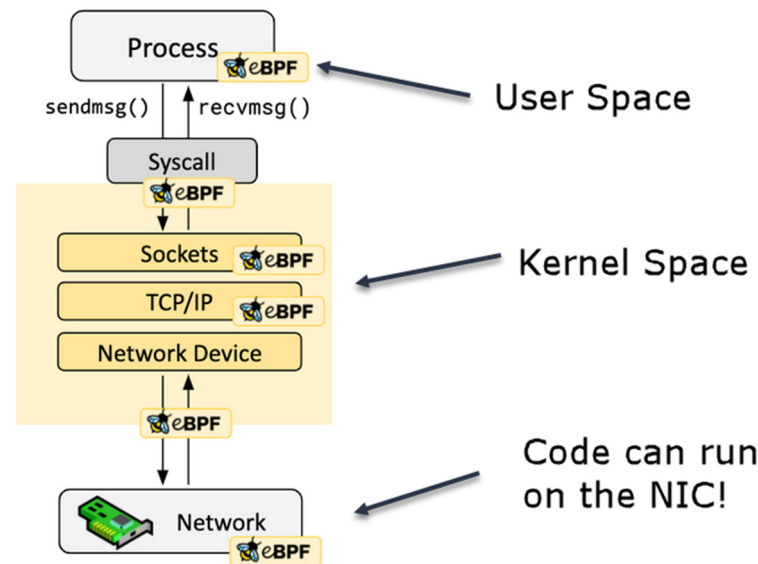 Process
eBPF
User Space
sendmsg()
recvmsg()
Syscall
eBPF
Sockets
eBPF
Kernel Space
TCP/IP
eBPF
Network Device
eBPF
Code can run
on the NIC!
Network
eBPF